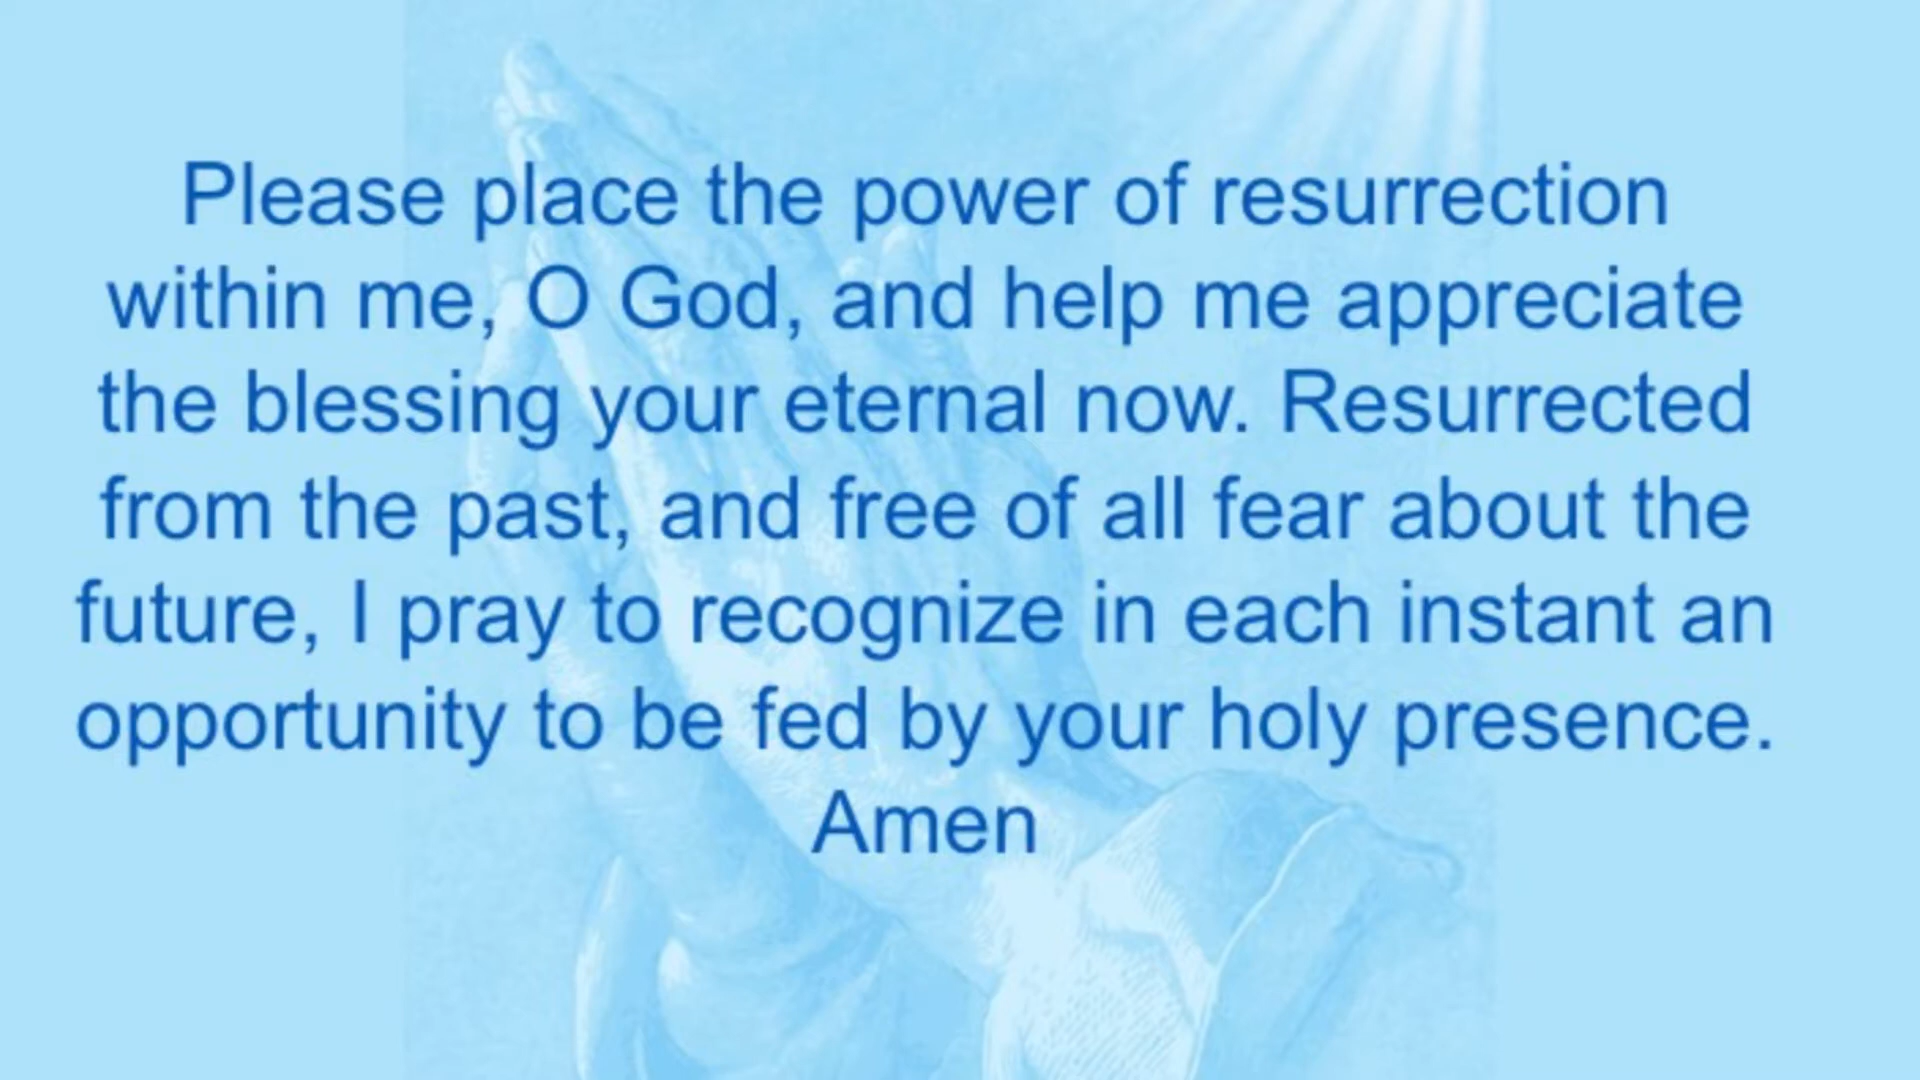 Please place the power of resurrection
within me, O God, and help me appreciate
the blessing your eternal now. Resurrected
from the past, and free of all fear about the
future, I pray to recognize in each instant an
opportunity to be fed by your holy presence.
Amen